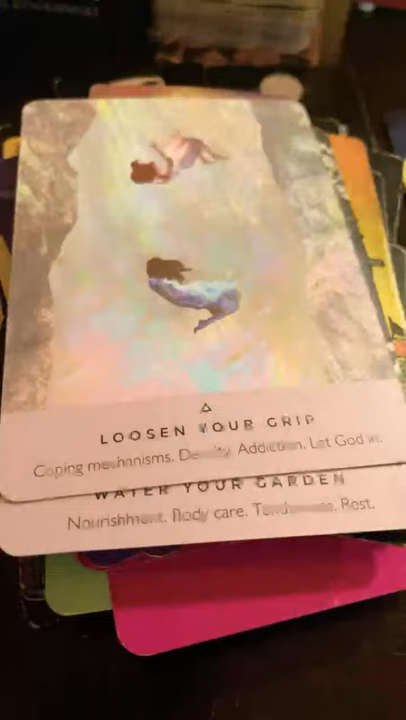 LOOSEN YOUR GRIP
Coping mechanisms. Addiction. Let God in.
WATER YOUR GARDEN
Nourishment. Body care. Rest.